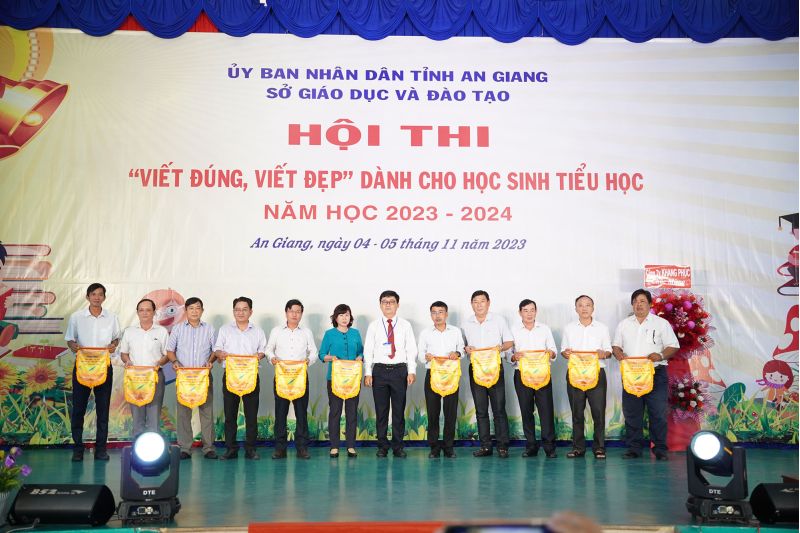 ỦY BAN NHÂN DÂN TỈNH AN GIANG
SỞ GIÁO DỤC VÀ ĐÀO TẠO
HỘI THI
“VIẾT ĐÚNG, VIẾT ĐẸP” DÀNH CHO HỌC SINH TIỂU HỌC
NĂM HỌC 2023 - 2024
An Giang, ngày 04 - 05 tháng 11 năm 2023
KHANG PHÚC
DTE
DTE